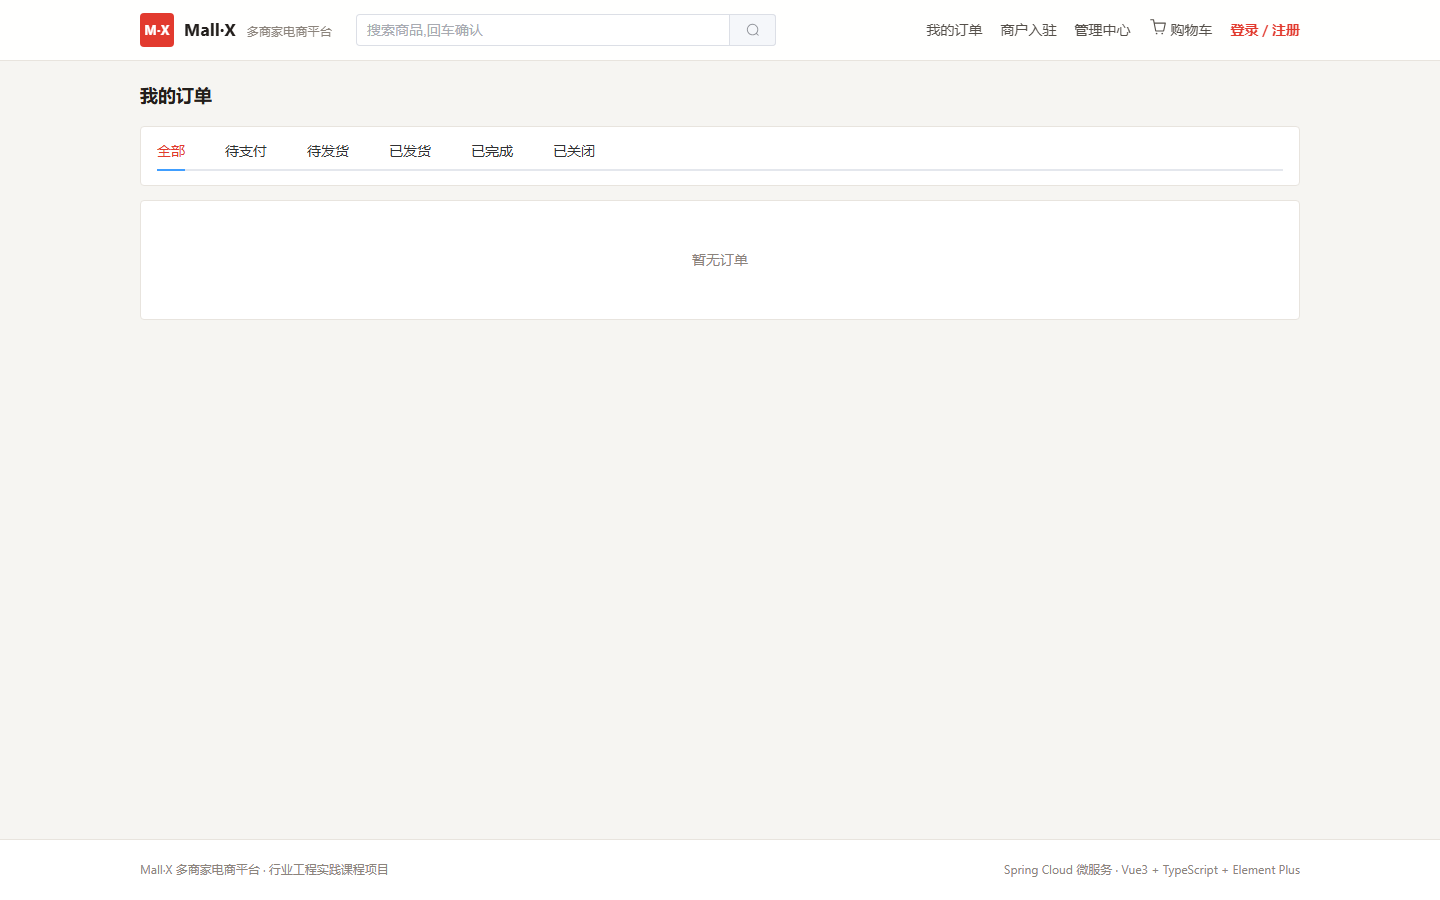 M·X Mall·X 多商家电商平台 搜索商品,回车确认 我的订单 商户入驻 管理中心 购物车 登录 / 注册
我的订单
全部 待支付 待发货 已发货 已完成 已关闭
暂无订单
Mall·X 多商家电商平台 · 行业工程实践课程项目 Spring Cloud 微服务 · Vue3 + TypeScript + Element Plus